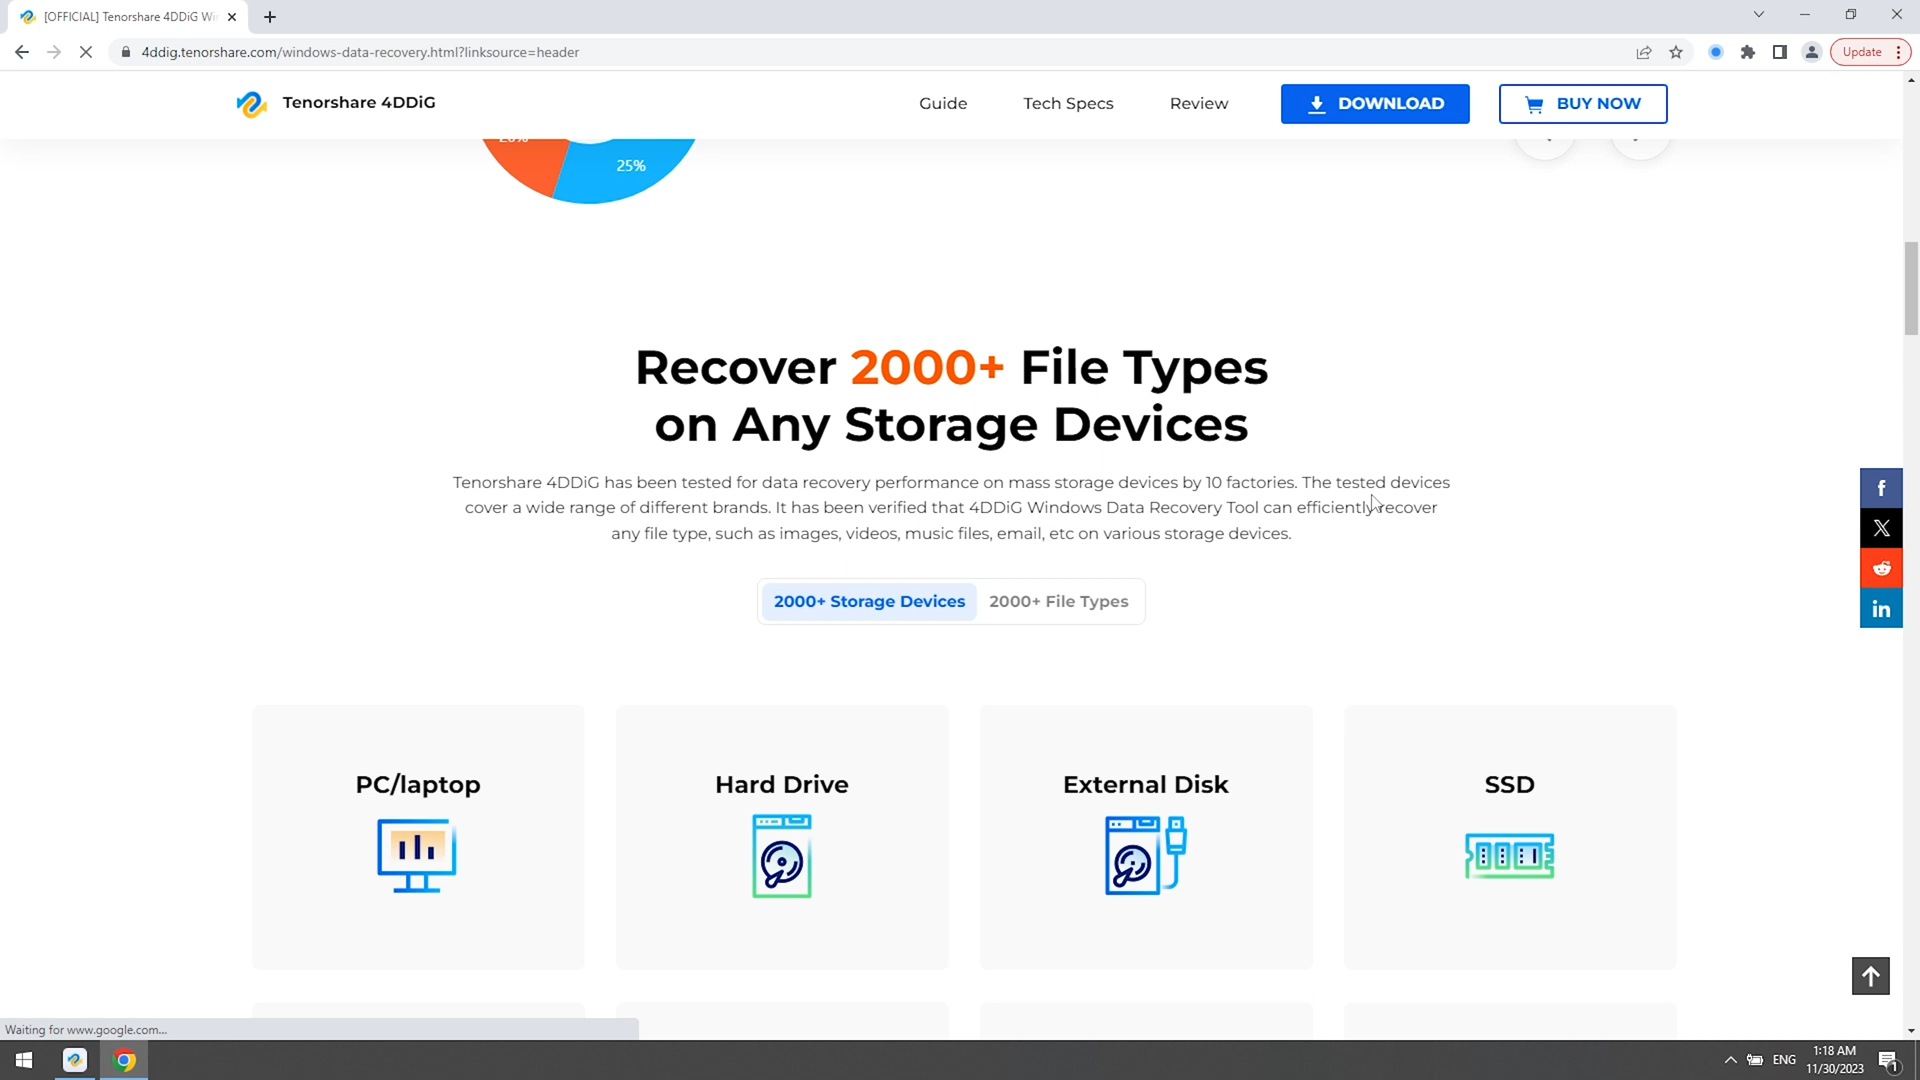 [OFFICIAL] Tenorshare 4DDiG Wi
4ddig.tenorshare.com/windows-data-recovery.html?linksource=header
Update
Tenorshare 4DDiG
Guide
Tech Specs
Review
DOWNLOAD
BUY NOW
25%
Recover 2000+ File Types
on Any Storage Devices
Tenorshare 4DDiG has been tested for data recovery performance on mass storage devices by 10 factories. The tested devices
cover a wide range of different brands. It has been verified that 4DDiG Windows Data Recovery Tool can efficiently recover
any file type, such as images, videos, music files, email, etc on various storage devices.
2000+ Storage Devices
2000+ File Types
f
X
in
PC/laptop
Hard Drive
External Disk
SSD
Waiting for www.google.com...
ENG
1:18 AM
11/30/2023
1